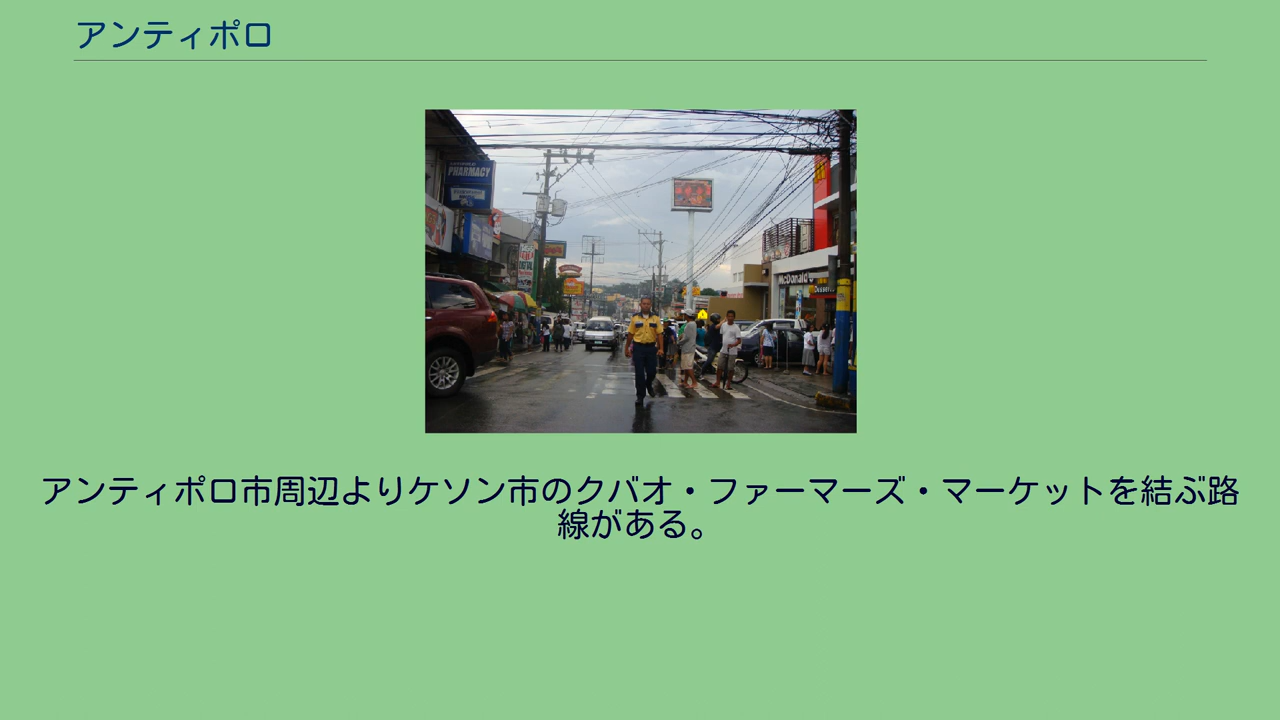 アンティポロ
PHARMACY
McDonald's
アンティポロ市周辺よりケソン市のクバオ・ファーマーズ・マーケットを結ぶ路
線がある。